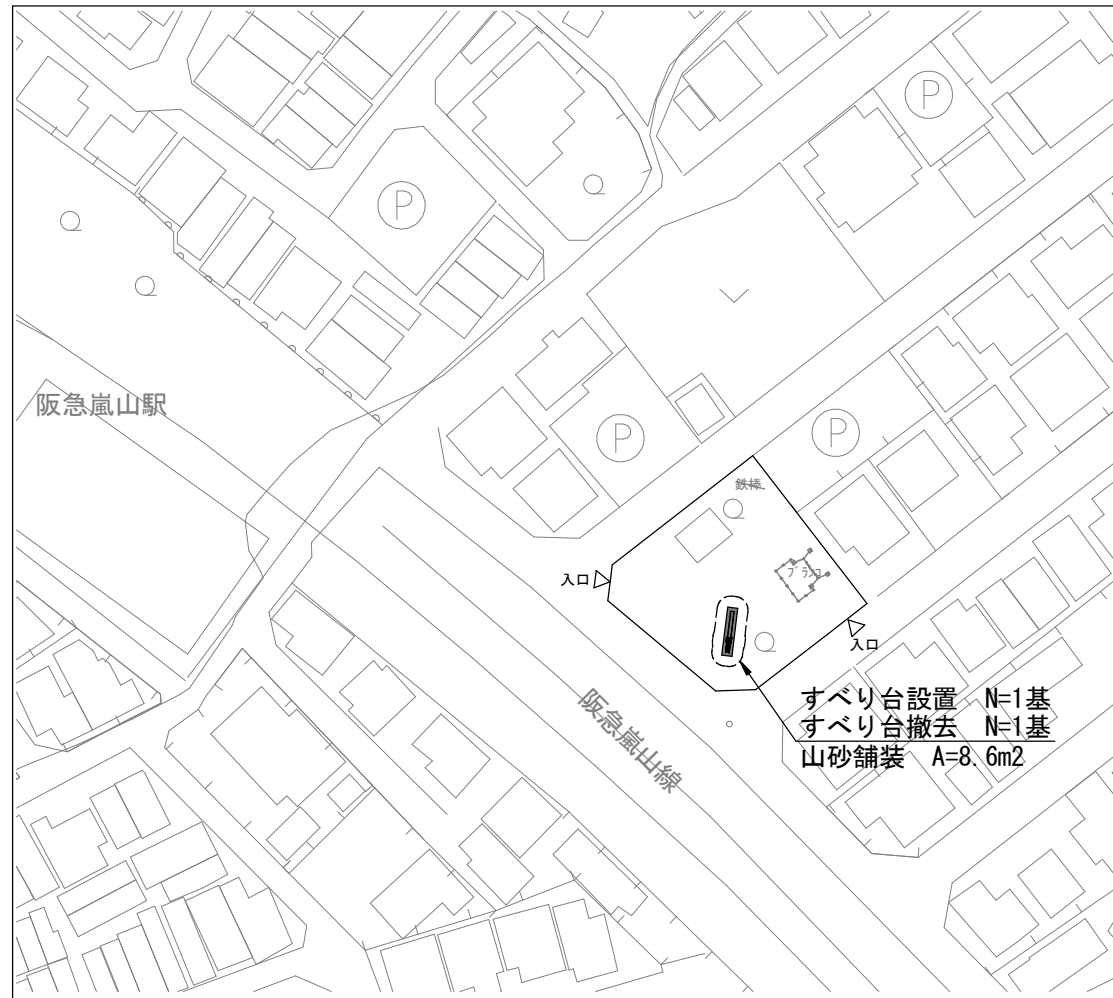 P
P
阪急嵐山駅
P
P
鉄棒
ブランコ
入口
入口
すべり台設置 N=1基
すべり台撤去 N=1基
山砂舗装 A=8.6m2
阪急嵐山線